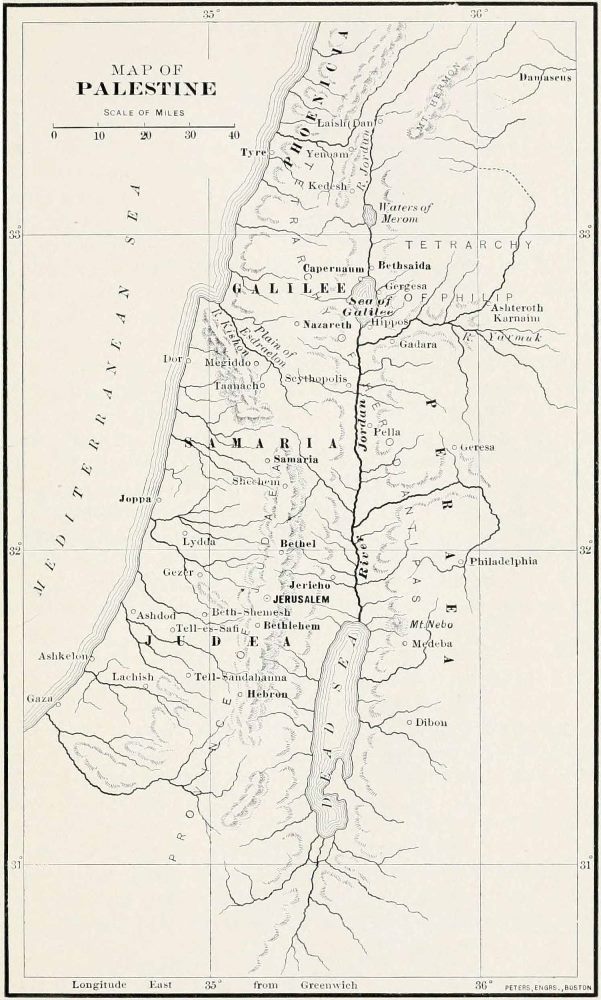 35°
36°
MAP OF
PALESTINE
SCALE OF MILES
0 10 20 30 40
PHOENICIA
MT. HERMON
Damascus
Laish(Dan)
R. Jordan
Tyre
Yenoam
Kedesh
Waters of
Merom
33°
33°
TETRARCHY
OF PHILIP
TETRARCHY
Capernaum
Bethsaida
GALILEE
Gergesa
Sea of
Galilee
Hippos
Ashteroth
Karnaim
Nazareth
R. Kishon
Plain of
Esdraelon
R. Yarmuk
Gadara
Dor
Megiddo
Taanach
Scythopolis
MEDITERRANEAN SEA
Jordan
River
Pella
PERAEA
Geresa
SAMARIA
Samaria
Shechem
Joppa
ANTIPAS
Lydda
Bethel
32°
32°
Philadelphia
Gezer
Jericho
JERUSALEM
Ashdod
Beth-Shemesh
Tell-es-Safi
Bethlehem
Mt. Nebo
JUDEA
Medeba
Ashkelon
Lachish
Tell-Sandahanna
Gaza
Hebron
DEAD SEA
Dibon
PROVINCE
JUDAEA
31°
31°
Longitude East 35° from Greenwich 36°
PETERS, ENGRS., BOSTON